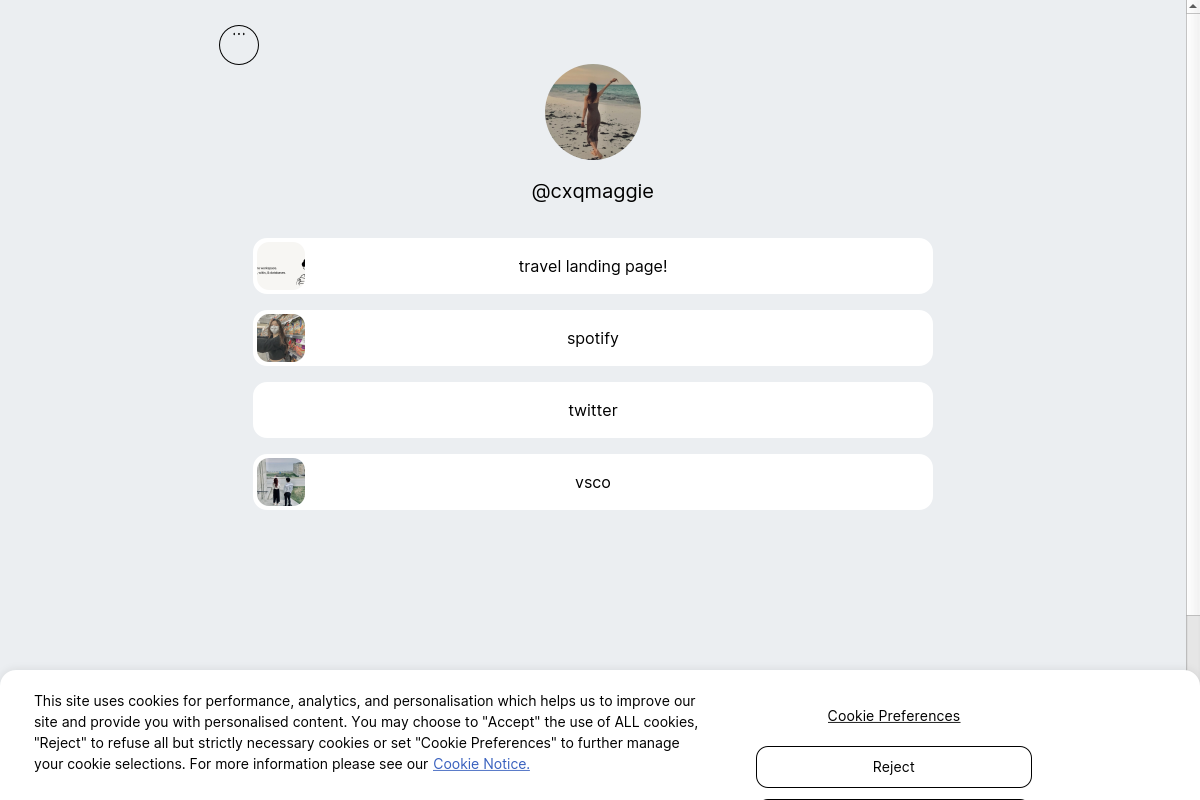 @cxqmaggie
travel landing page!
spotify
twitter
vsco
This site uses cookies for performance, analytics, and personalisation which helps us to improve our
site and provide you with personalised content. You may choose to "Accept" the use of ALL cookies,
"Reject" to refuse all but strictly necessary cookies or set "Cookie Preferences" to further manage
your cookie selections. For more information please see our Cookie Notice.
Cookie Preferences
Reject